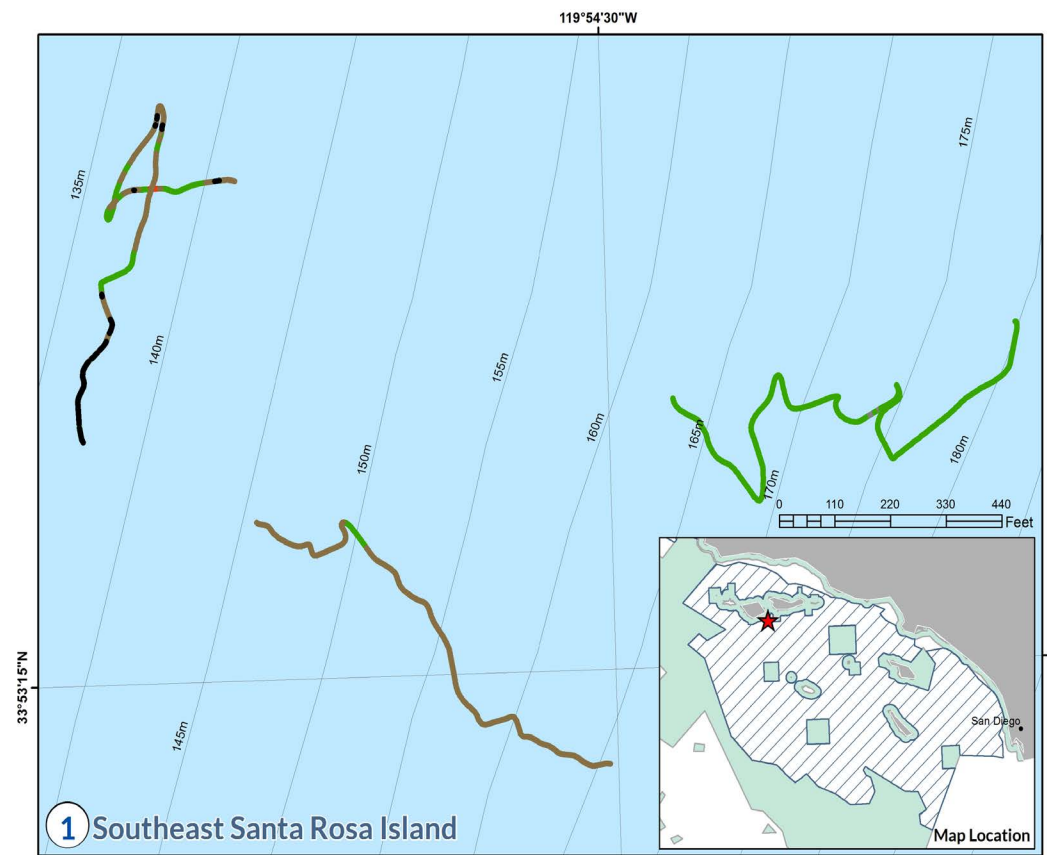 119°54'30"W
175m
135m
140m
155m
160m
165m
150m
180m
170m
0 110 220 330 440
Feet
33°53'15"N
145m
San Diego
1 Southeast Santa Rosa Island
Map Location